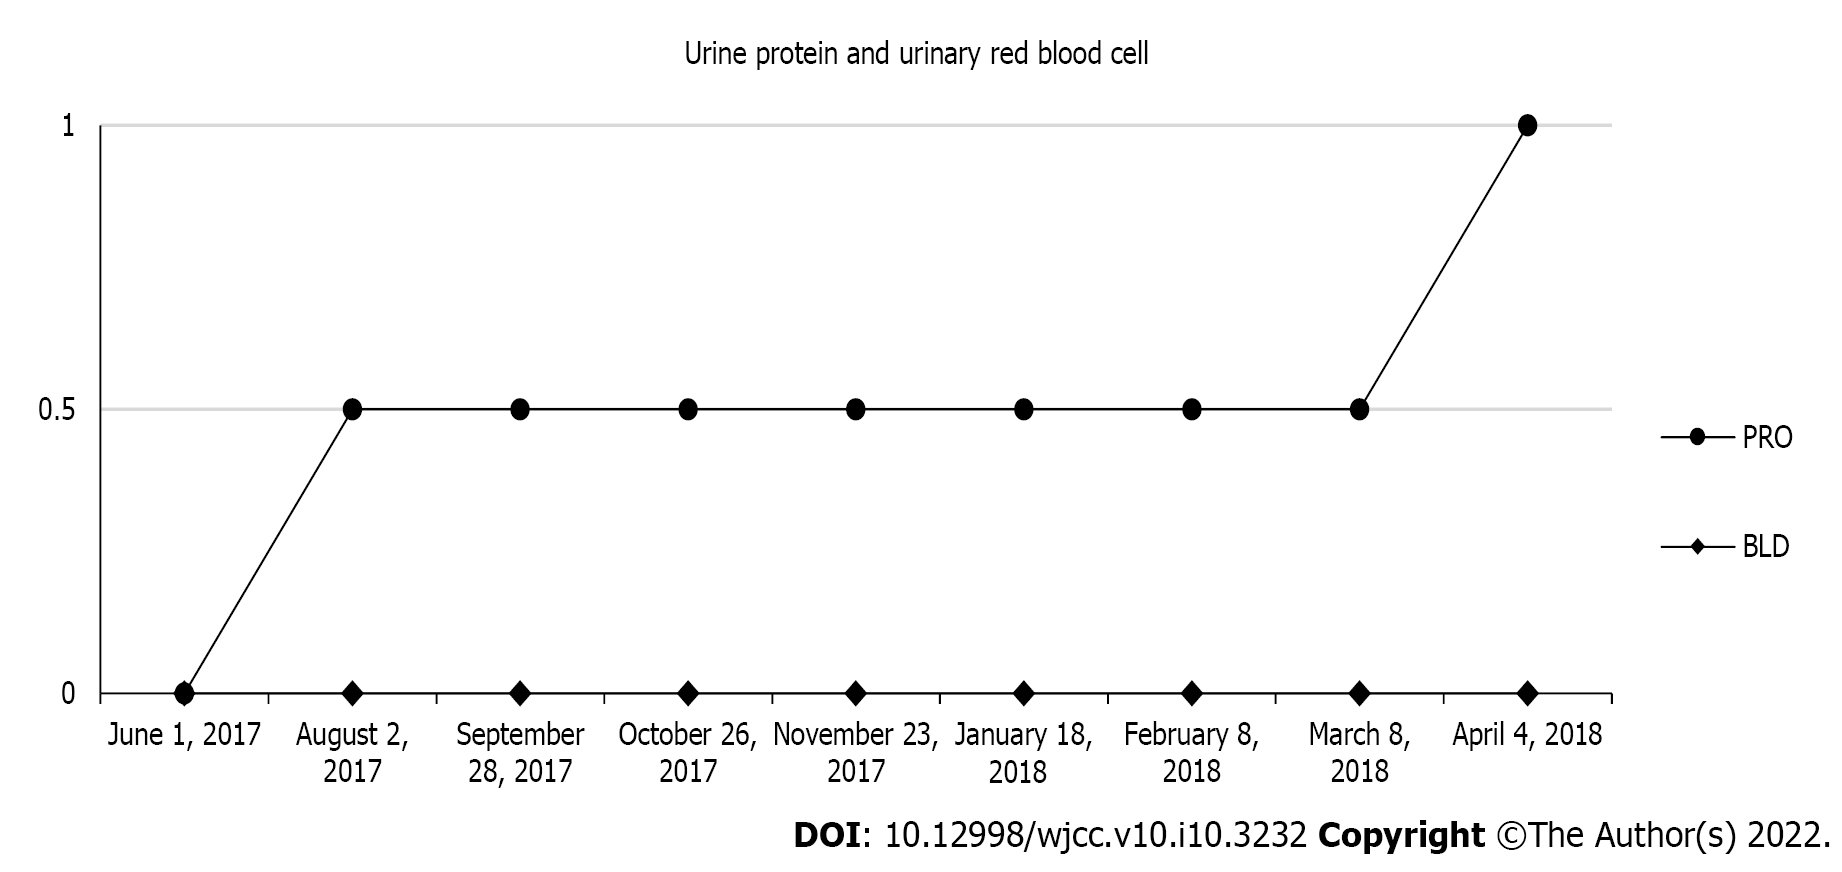 Urine protein and urinary red blood cell
1
0.5
0
June 1, 2017
August 2,
2017
September
28, 2017
October 26,
2017
November 23,
2017
January 18,
2018
February 8,
2018
March 8,
2018
April 4, 2018
PRO
BLD
DOI: 10.12998/wjcc.v10.i10.3232 Copyright ©The Author(s) 2022.